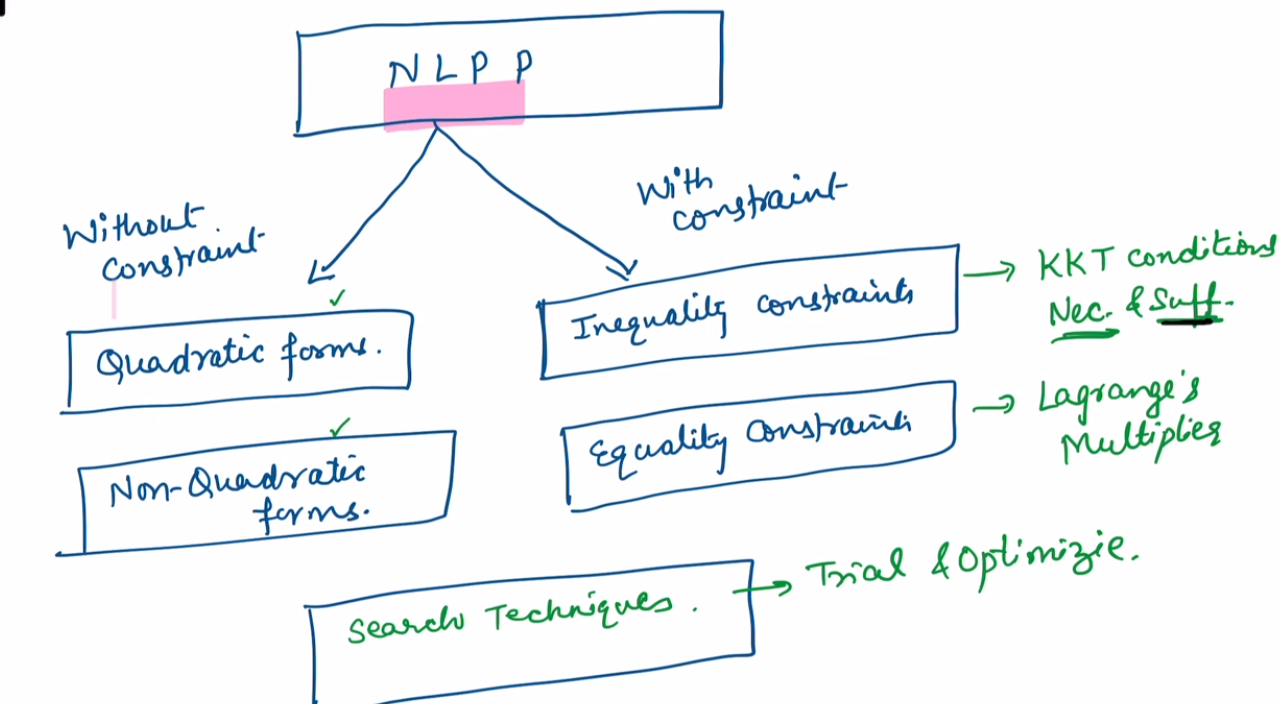 NLPP
Without
constraint
With
constraint
Quadratic forms.
Non-Quadratic
forms.
Inequality constraints
KKT conditions
Nec. & Suff.
Equality Constraints
Lagrange's
Multiplier
Search Techniques.
Trial & Optimizie.